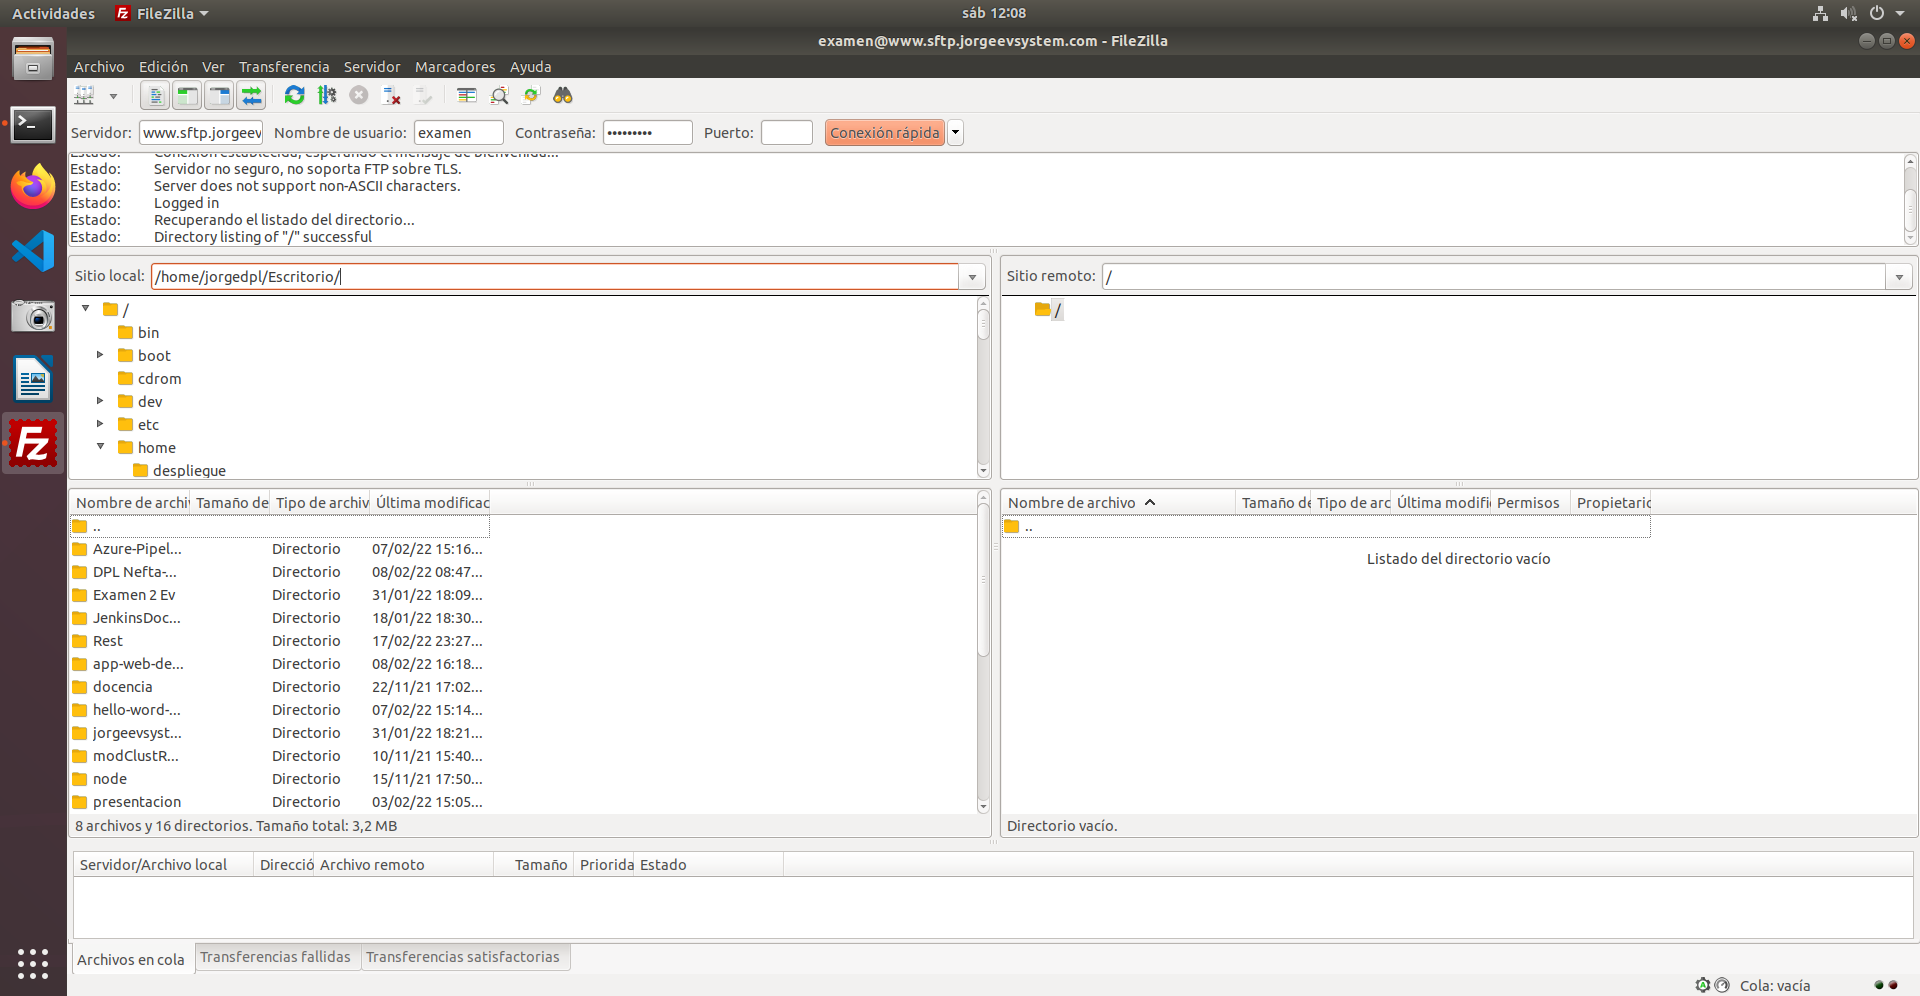 Actividades FileZilla sáb 12:08
examen@www.sftp.jorgeevsystem.com - FileZilla
Archivo Edición Ver Transferencia Servidor Marcadores Ayuda
Servidor: www.sftp.jorgeev Nombre de usuario: examen Contraseña: ••••••••• Puerto: Conexión rápida
Estado: Conexión establecida, esperando el mensaje de bienvenida...
Estado: Servidor no seguro, no soporta FTP sobre TLS.
Estado: Server does not support non-ASCII characters.
Estado: Logged in
Estado: Recuperando el listado del directorio...
Estado: Directory listing of "/" successful
Sitio local: /home/jorgedpl/Escritorio/
/
bin
boot
cdrom
dev
etc
home
despliegue
Sitio remoto: /
/
Nombre de archi Tamaño de Tipo de archiv Última modificac
..
Azure-Pipel... Directorio 07/02/22 15:16...
DPL Nefta-... Directorio 08/02/22 08:47...
Examen 2 Ev Directorio 31/01/22 18:09...
JenkinsDoc... Directorio 18/01/22 18:30...
Rest Directorio 17/02/22 23:27...
app-web-de... Directorio 08/02/22 16:18...
docencia Directorio 22/11/21 17:02...
hello-word-... Directorio 07/02/22 15:14...
jorgeevsyst... Directorio 31/01/22 18:21...
modClustR... Directorio 10/11/21 15:40...
node Directorio 15/11/21 17:50...
presentacion Directorio 03/02/22 15:05...
8 archivos y 16 directorios. Tamaño total: 3,2 MB
Nombre de archivo Tamaño de Tipo de arc Última modifi Permisos Propietario
..
Listado del directorio vacío
Directorio vacío.
Servidor/Archivo local Direcció Archivo remoto Tamaño Priorida Estado
Archivos en cola Transferencias fallidas Transferencias satisfactorias
Cola: vacía